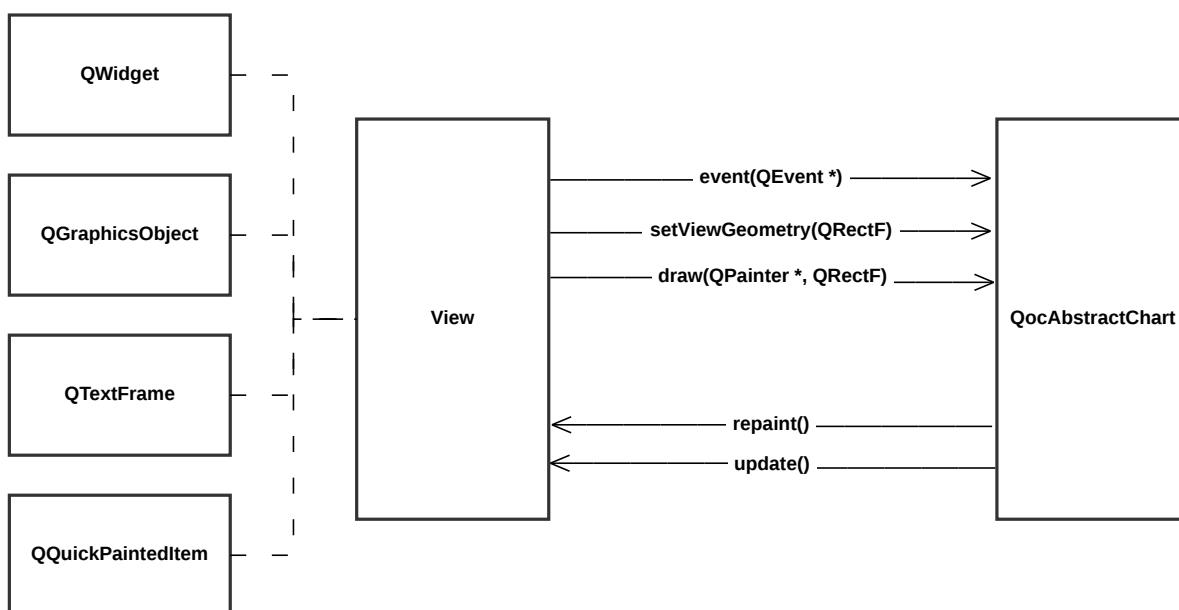 QWidget
QGraphicsObject
QTextFrame
QQuickPaintedItem
View
event(QEvent *)
setViewGeometry(QRectF)
draw(QPainter *, QRectF)
repaint()
update()
QocAbstractChart